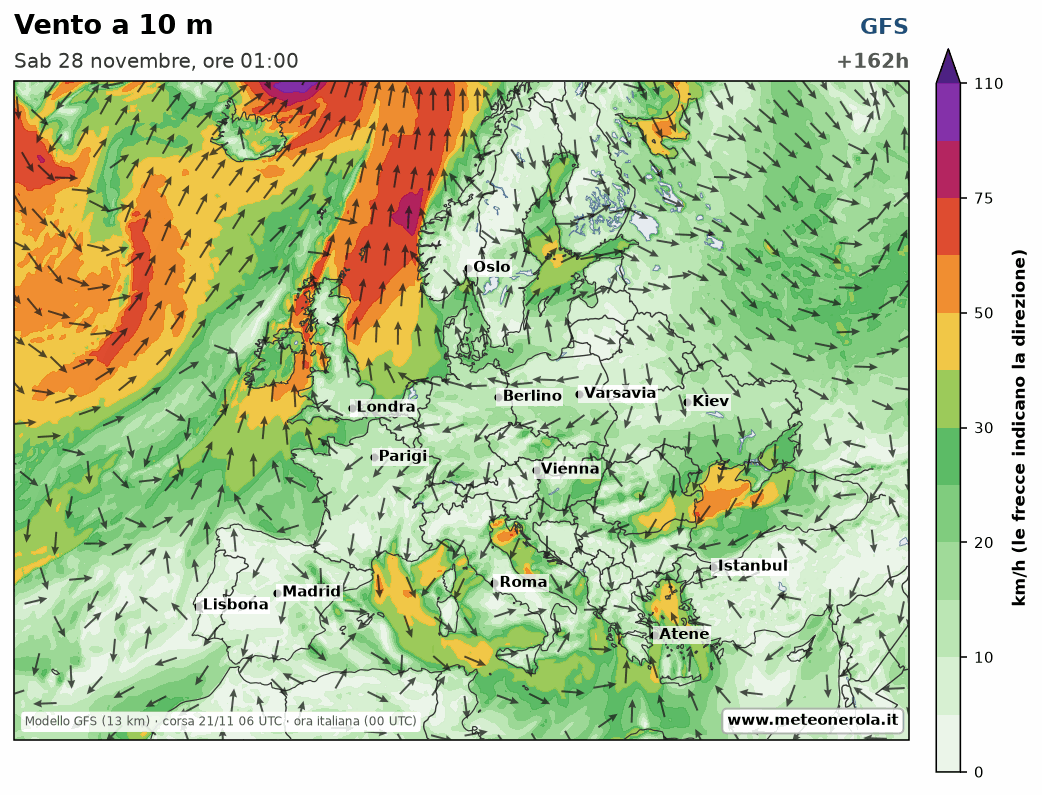 Vento a 10 m
GFS
Sab 28 novembre, ore 01:00
+162h
110
75
50
30
20
10
0
km/h (le frecce indicano la direzione)
Oslo
Berlino
Varsavia
Kiev
Londra
Parigi
Vienna
Istanbul
Roma
Madrid
Lisbona
Atene
Modello GFS (13 km) · corsa 21/11 06 UTC · ora italiana (00 UTC)
www.meteonerola.it